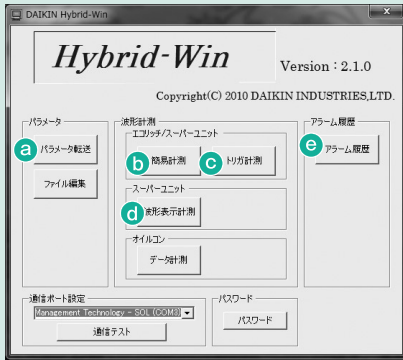 DAIKIN Hybrid-Win
Hybrid-Win
Version：2.1.0
Copyright(C) 2010 DAIKIN INDUSTRIES,LTD.
パラメータ
a パラメータ転送
ファイル編集
波形計測
エコリッチ/スーパーユニット
b 簡易計測
c トリガ計測
スーパーユニット
d 波形表示計測
オイルコン
データ計測
アラーム履歴
e アラーム履歴
通信ポート設定
Management Technology - SOL (COM3)
通信テスト
パスワード
パスワード